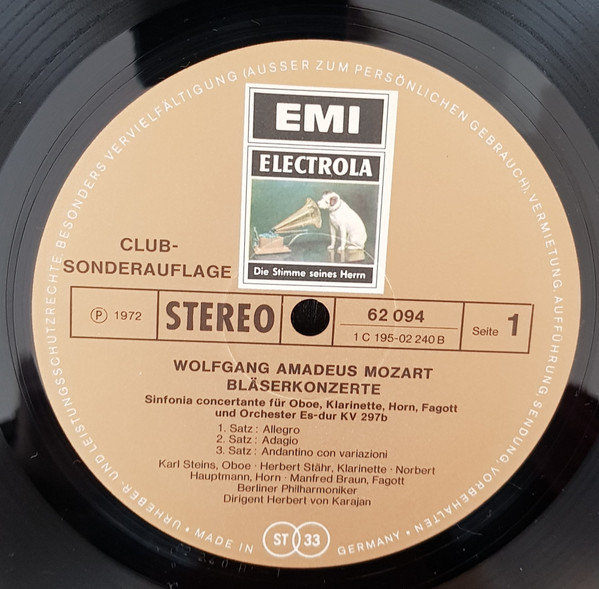 URHEBER- UND LEISTUNGSSCHUTZRECHTE, BESONDERS VERVIELFÄLTIGUNG (AUSSER ZUM PERSÖNLICHEN GEBRAUCH), VERMIETUNG, AUFFÜHRUNG, SENDUNG, VORBEHALTEN
EMI
ELECTROLA
Die Stimme seines Herrn
CLUB-
SONDERAUFLAGE
Ⓟ 1972
STEREO
62 094
1 C 195-02 240 B
Seite 1
WOLFGANG AMADEUS MOZART
BLÄSERKONZERTE
Sinfonia concertante für Oboe, Klarinette, Horn, Fagott
und Orchester Es-dur KV 297b
1. Satz: Allegro
2. Satz: Adagio
3. Satz: Andantino con variazioni
Karl Steins, Oboe · Herbert Stähr, Klarinette · Norbert
Hauptmann, Horn · Manfred Braun, Fagott
Berliner Philharmoniker
Dirigent Herbert von Karajan
• MADE IN GERMANY •
ST 33